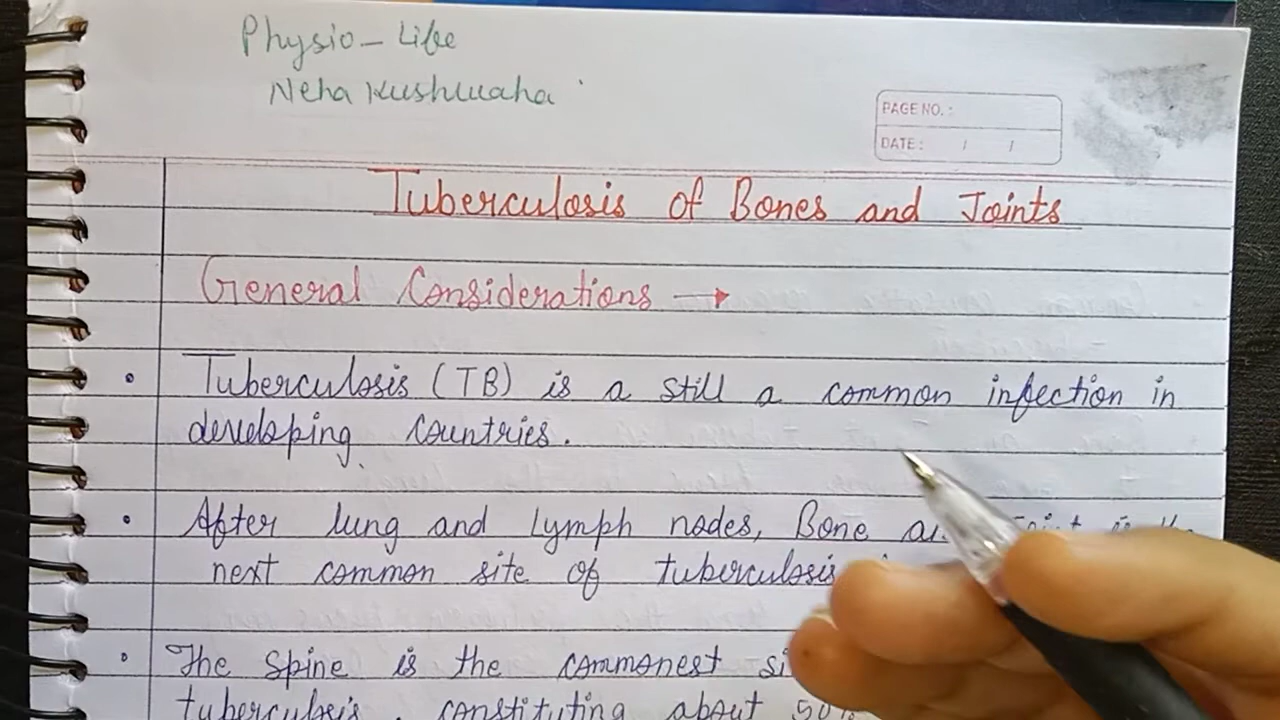 Physio - Life
Neha Kushwaha
PAGE NO. :
DATE : / /
Tuberculosis of Bones and Joints
General Considerations →
• Tuberculosis (TB) is a still a common infection in
developing countries.
• After lung and Lymph nodes, Bone
next common site of tuberculosis
• The spine is the commonest
tuberculosis, constituting about 50%